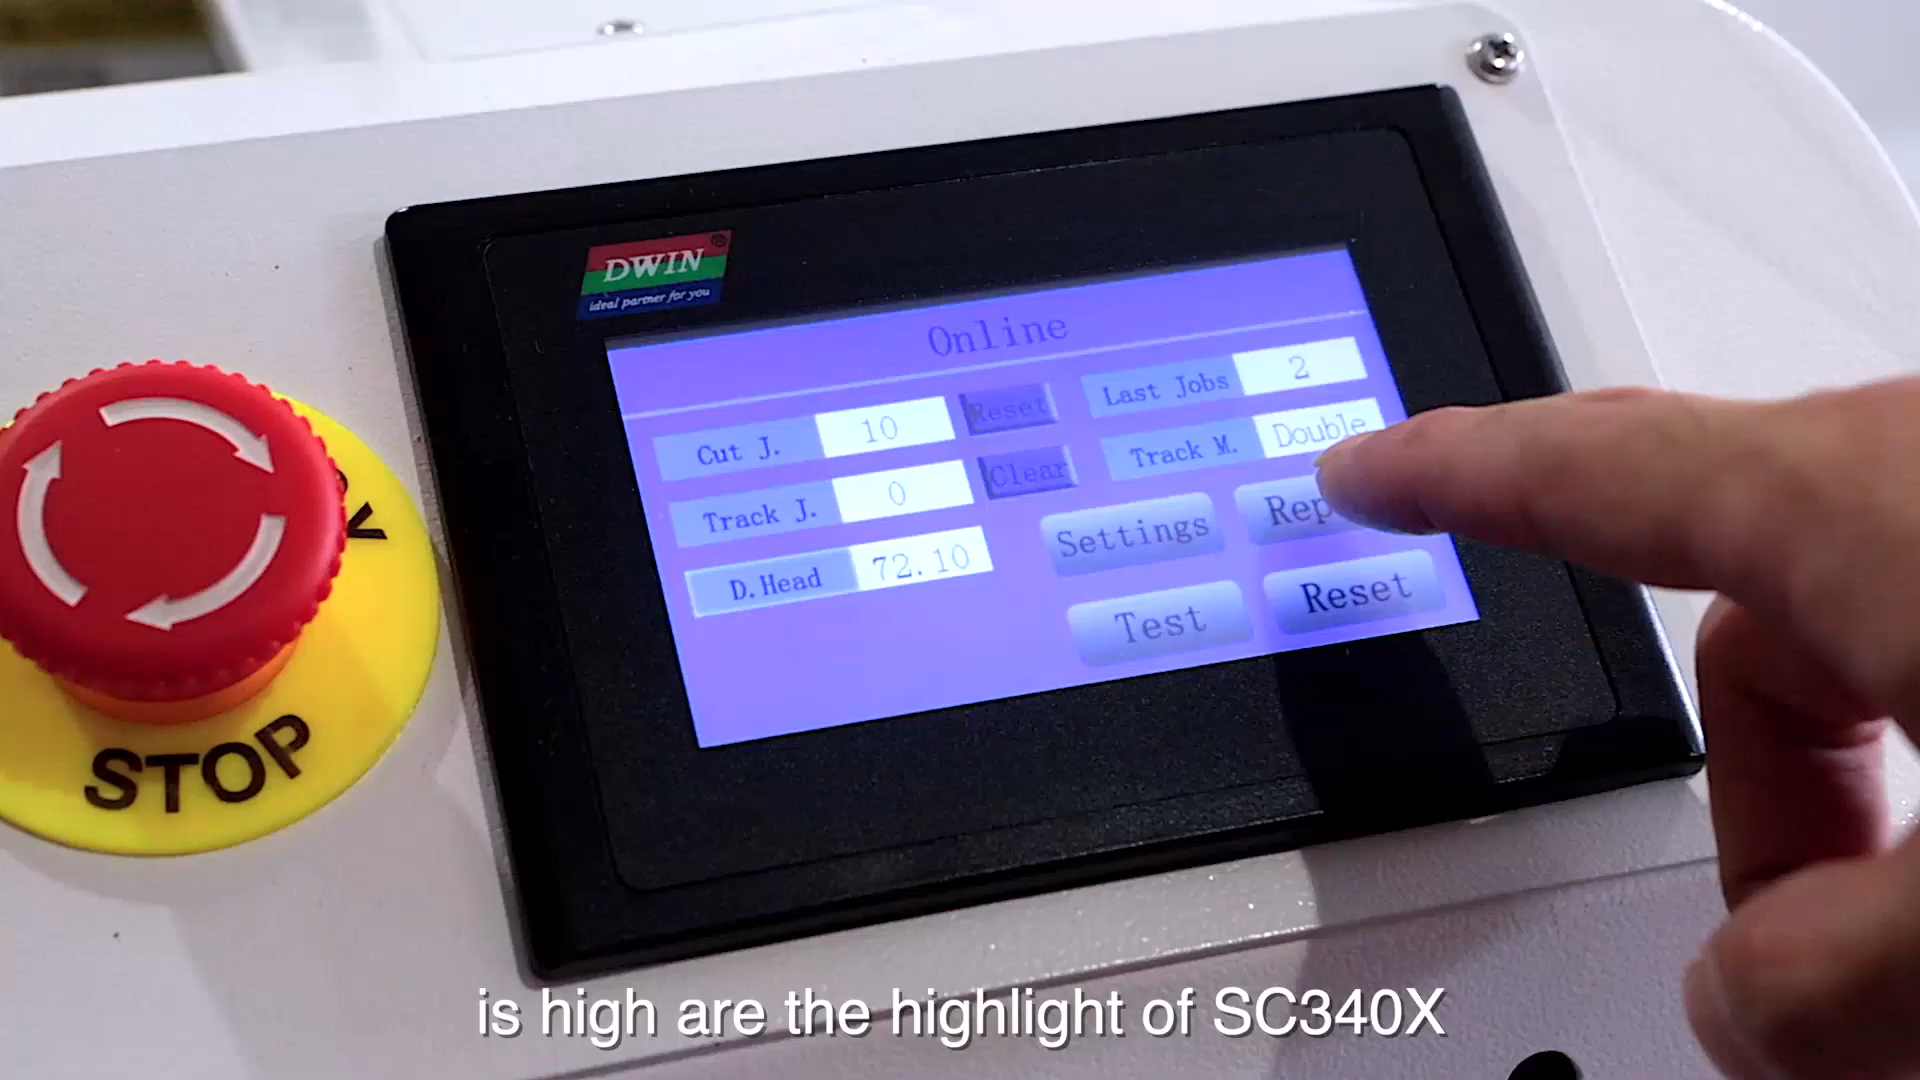 DWIN
ideal partner for you
Online
Cut J. 10 Reset
Last Jobs 2
Track J. 0 Clear
Track M. Double
D.Head 72.10
Settings
Test
Reset
STOP
is high are the highlight of SC340X